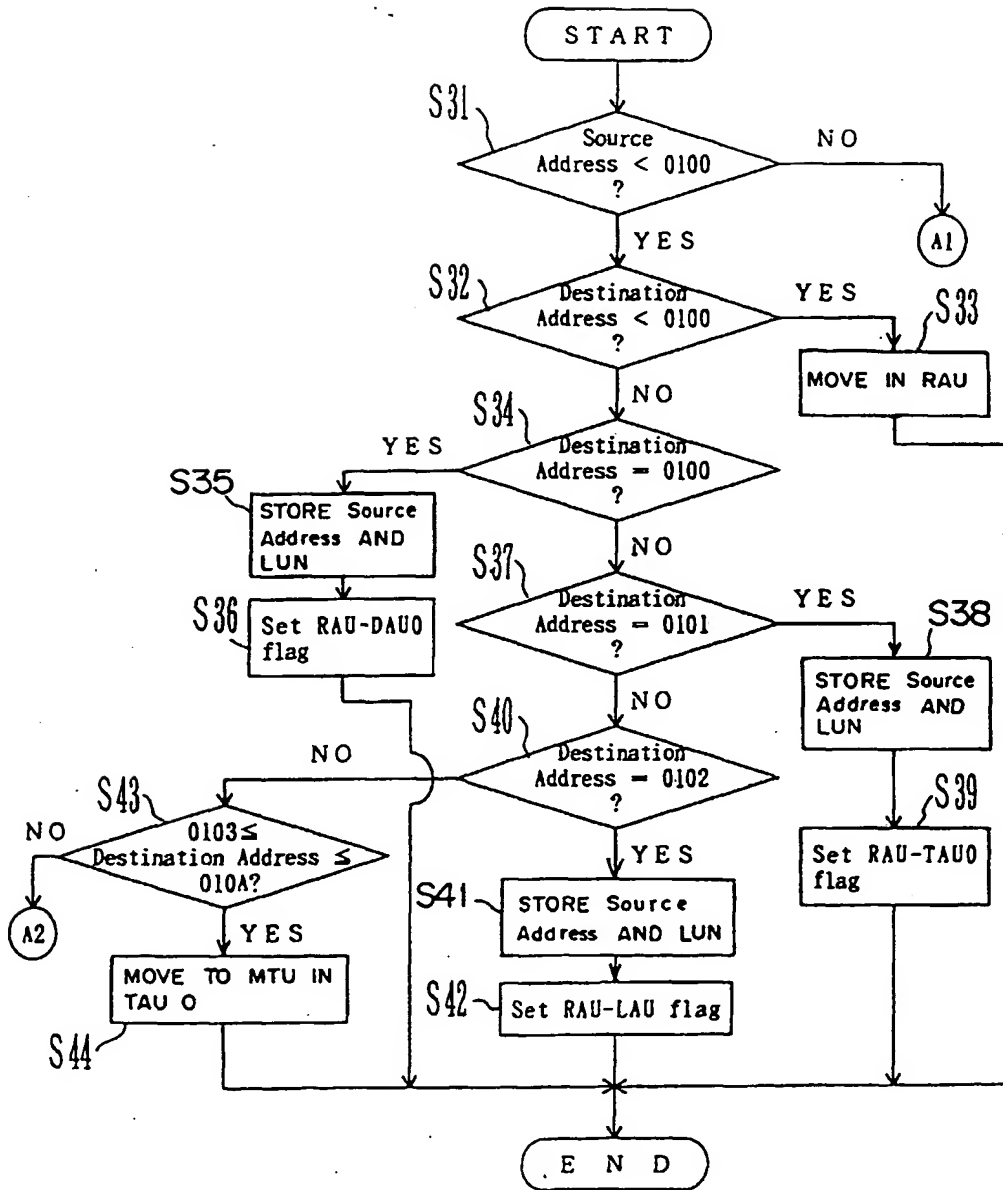 START
S31
Source
Address < 0100
?
NO
A1
YES
S32
Destination
Address < 0100
?
YES
S33
MOVE IN RAU
NO
S34
Destination
Address = 0100
?
YES
S35
STORE Source
Address AND
LUN
S36
Set RAU-DAU0
flag
NO
S37
Destination
Address = 0101
?
YES
S38
STORE Source
Address AND
LUN
S39
Set RAU-TAU0
flag
NO
S40
Destination
Address = 0102
?
NO
S43
0103≦
Destination Address ≦
010A?
NO
A2
YES
MOVE TO MTU IN
TAU 0
S44
YES
S41
STORE Source
Address AND LUN
S42
Set RAU-LAU flag
END